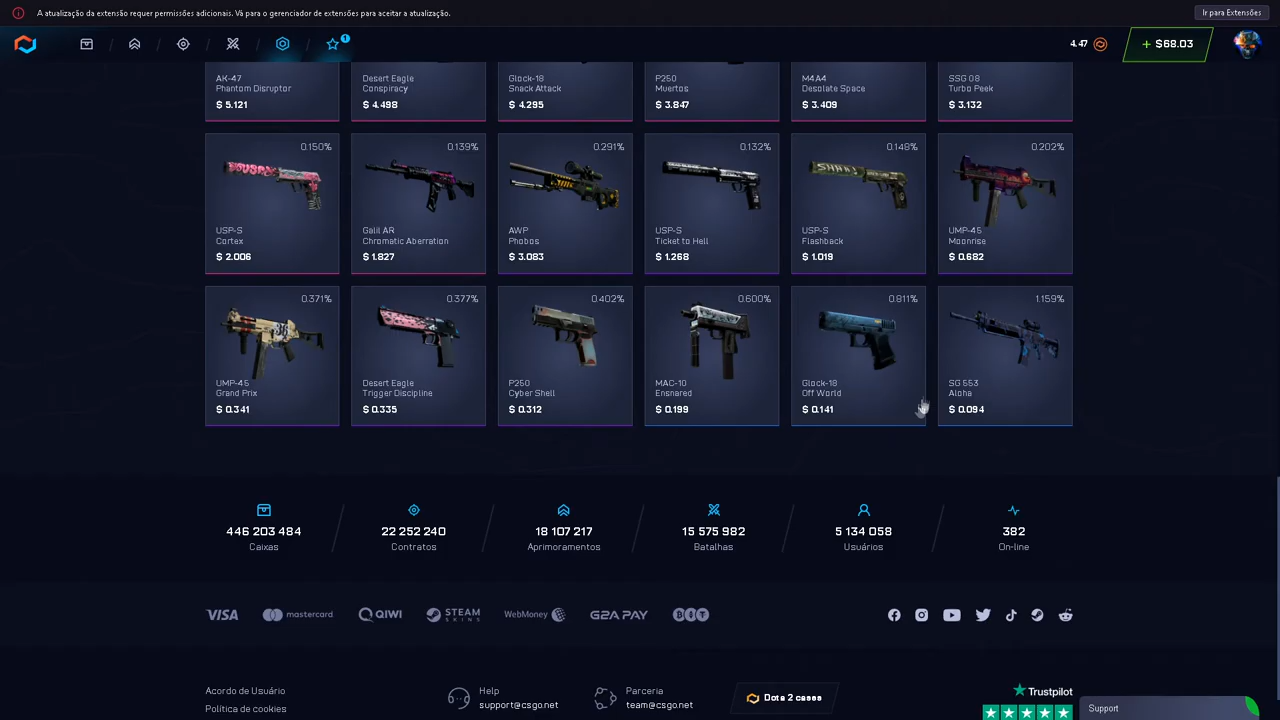 A atualização da extensão requer permissões adicionais. Vá para o gerenciador de extensões para aceitar a atualização.
Ir para Extensões
1
4.47
+ $68.03
AK-47
Phantom Disruptor
$ 5.121
Desert Eagle
Conspiracy
$ 4.498
Glock-18
Snack Attack
$ 4.295
P250
Muertos
$ 3.847
M4A4
Desolate Space
$ 3.409
SSG 08
Turbo Peek
$ 3.132
0.150%
USP-S
Cortex
$ 2.006
0.139%
Galil AR
Chromatic Aberration
$ 1.827
0.291%
AWP
Phobos
$ 3.083
0.132%
USP-S
Ticket to Hell
$ 1.268
0.148%
USP-S
Flashback
$ 1.019
0.202%
UMP-45
Moonrise
$ 0.682
0.371%
UMP-45
Grand Prix
$ 0.341
0.377%
Desert Eagle
Trigger Discipline
$ 0.335
0.402%
P250
Cyber Shell
$ 0.312
0.600%
MAC-10
Ensnared
$ 0.199
0.811%
Glock-18
Off World
$ 0.141
1.159%
SG 553
Aloha
$ 0.094
446 203 484
Caixas
22 252 240
Contratos
18 107 217
Aprimoramentos
15 575 982
Batalhas
5 134 058
Usuários
382
On-line
VISA
mastercard
QIWI
STEAM
SKINS
WebMoney
G2A PAY
Acordo de Usuário
Política de cookies
Help
support@csgo.net
Parceria
team@csgo.net
Dota 2 cases
Trustpilot
Support